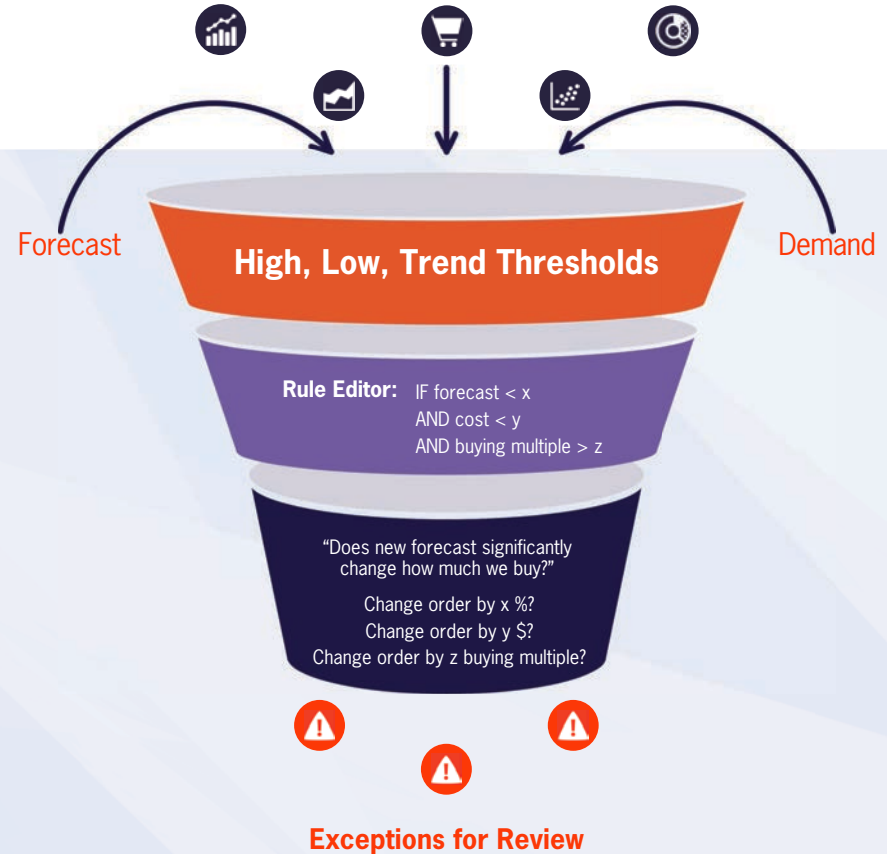 Forecast
Demand
High, Low, Trend Thresholds
Rule Editor: IF forecast < x
AND cost < y
AND buying multiple > z
“Does new forecast significantly
change how much we buy?”
Change order by x %?
Change order by y $?
Change order by z buying multiple?
Exceptions for Review